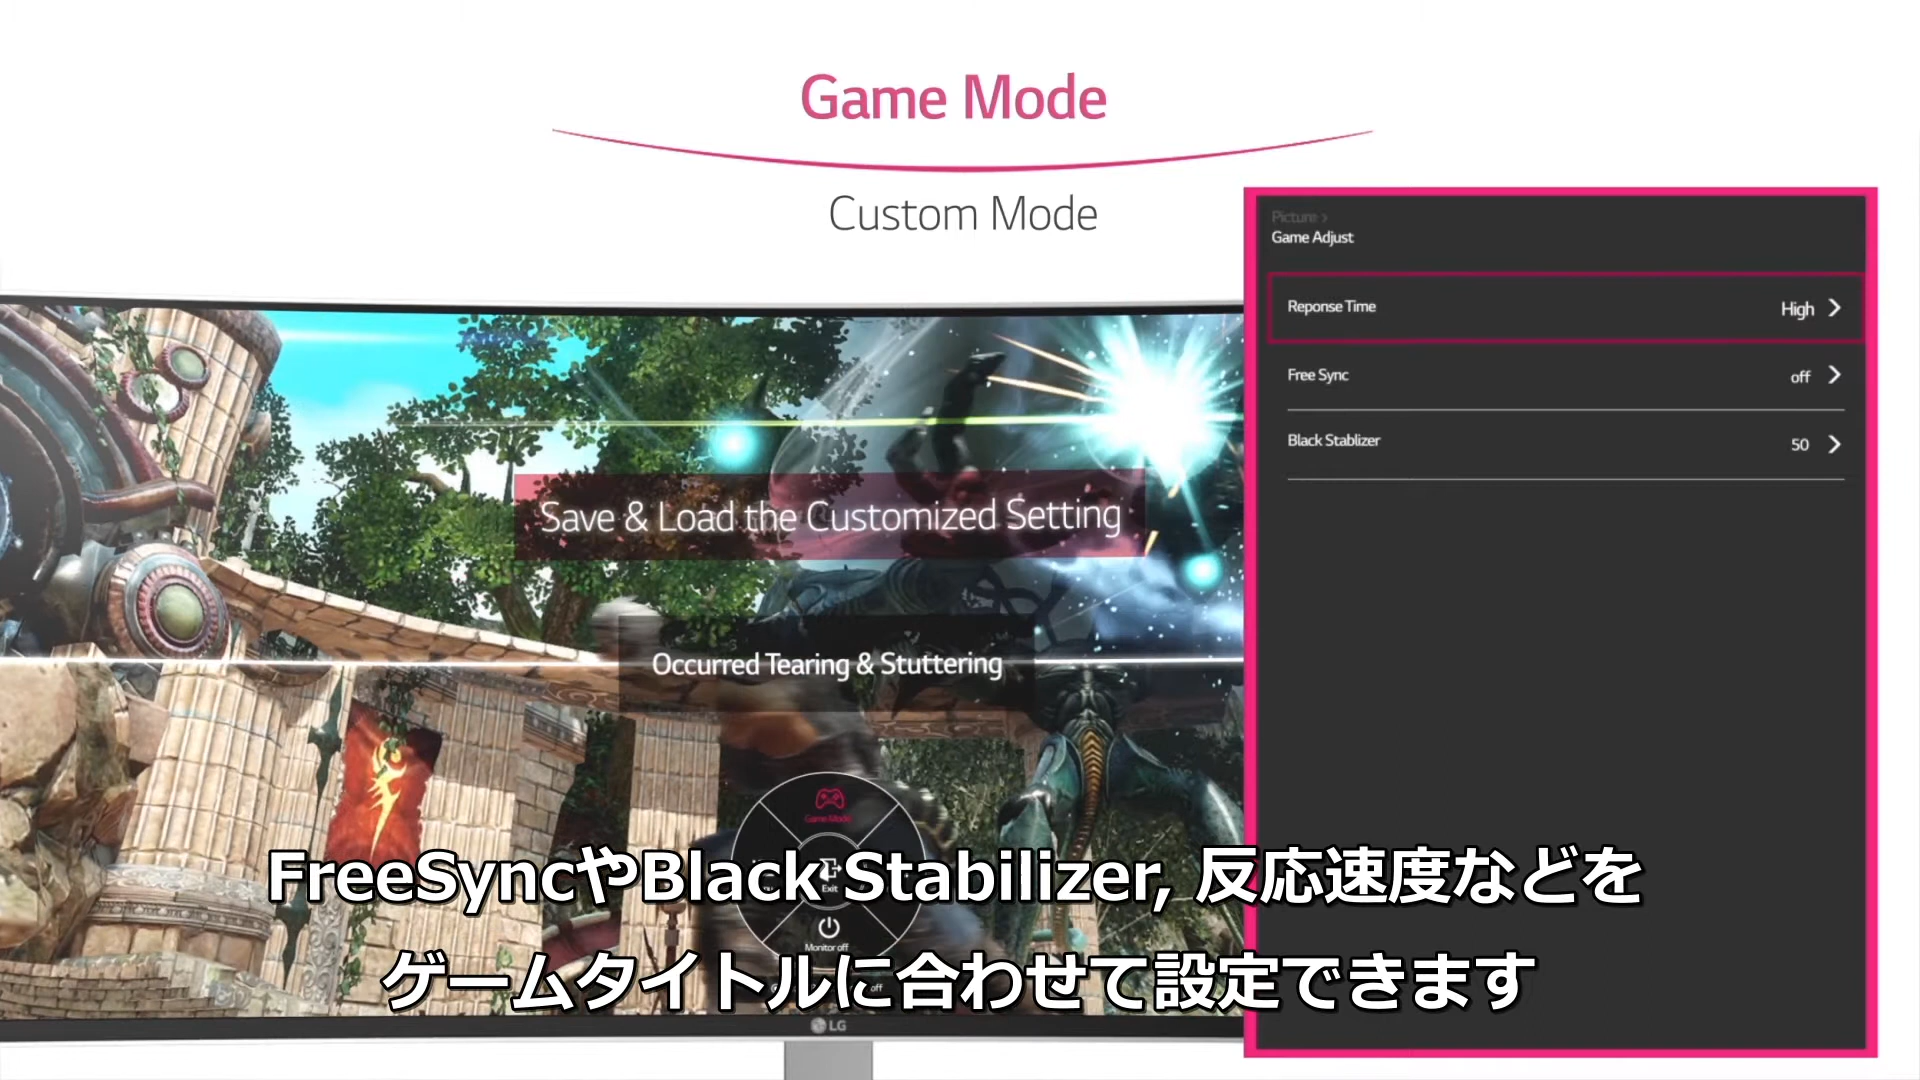 Game Mode
Custom Mode
Picture >
Game Adjust
Reponse Time
High
Free Sync
off
Black Stablizer
50
Save & Load the Customized Setting
Occurred Tearing & Stuttering
Game Mode
Exit
Monitor off
FreeSyncやBlack Stabilizer, 反応速度などを
ゲームタイトルに合わせて設定できます
off
LG